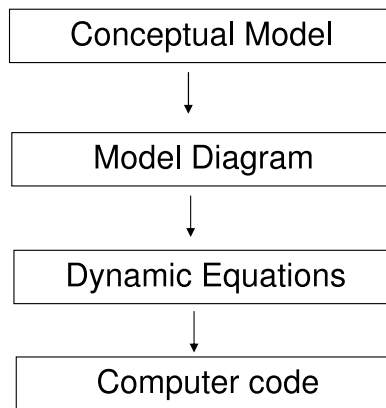 Conceptual Model
Model Diagram
Dynamic Equations
Computer code